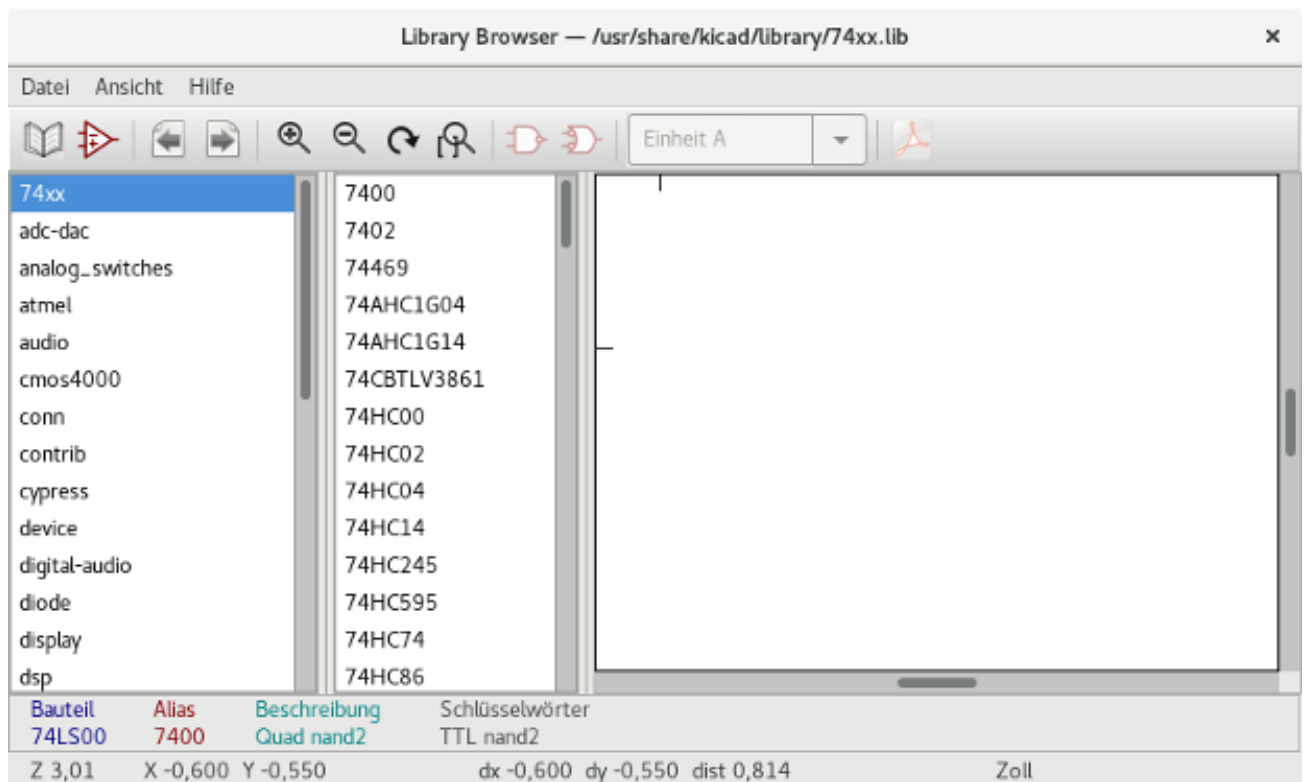 Library Browser — /usr/share/kicad/library/74xx.lib
Datei Ansicht Hilfe
Einheit A
74xx
adc-dac
analog_switches
atmel
audio
cmos4000
conn
contrib
cypress
device
digital-audio
diode
display
dsp
7400
7402
74469
74AHC1G04
74AHC1G14
74CBTLV3861
74HC00
74HC02
74HC04
74HC14
74HC245
74HC595
74HC74
74HC86
Bauteil Alias Beschreibung Schlüsselwörter
74LS00 7400 Quad nand2 TTL nand2
Z 3,01 X -0,600 Y -0,550 dx -0,600 dy -0,550 dist 0,814 Zoll